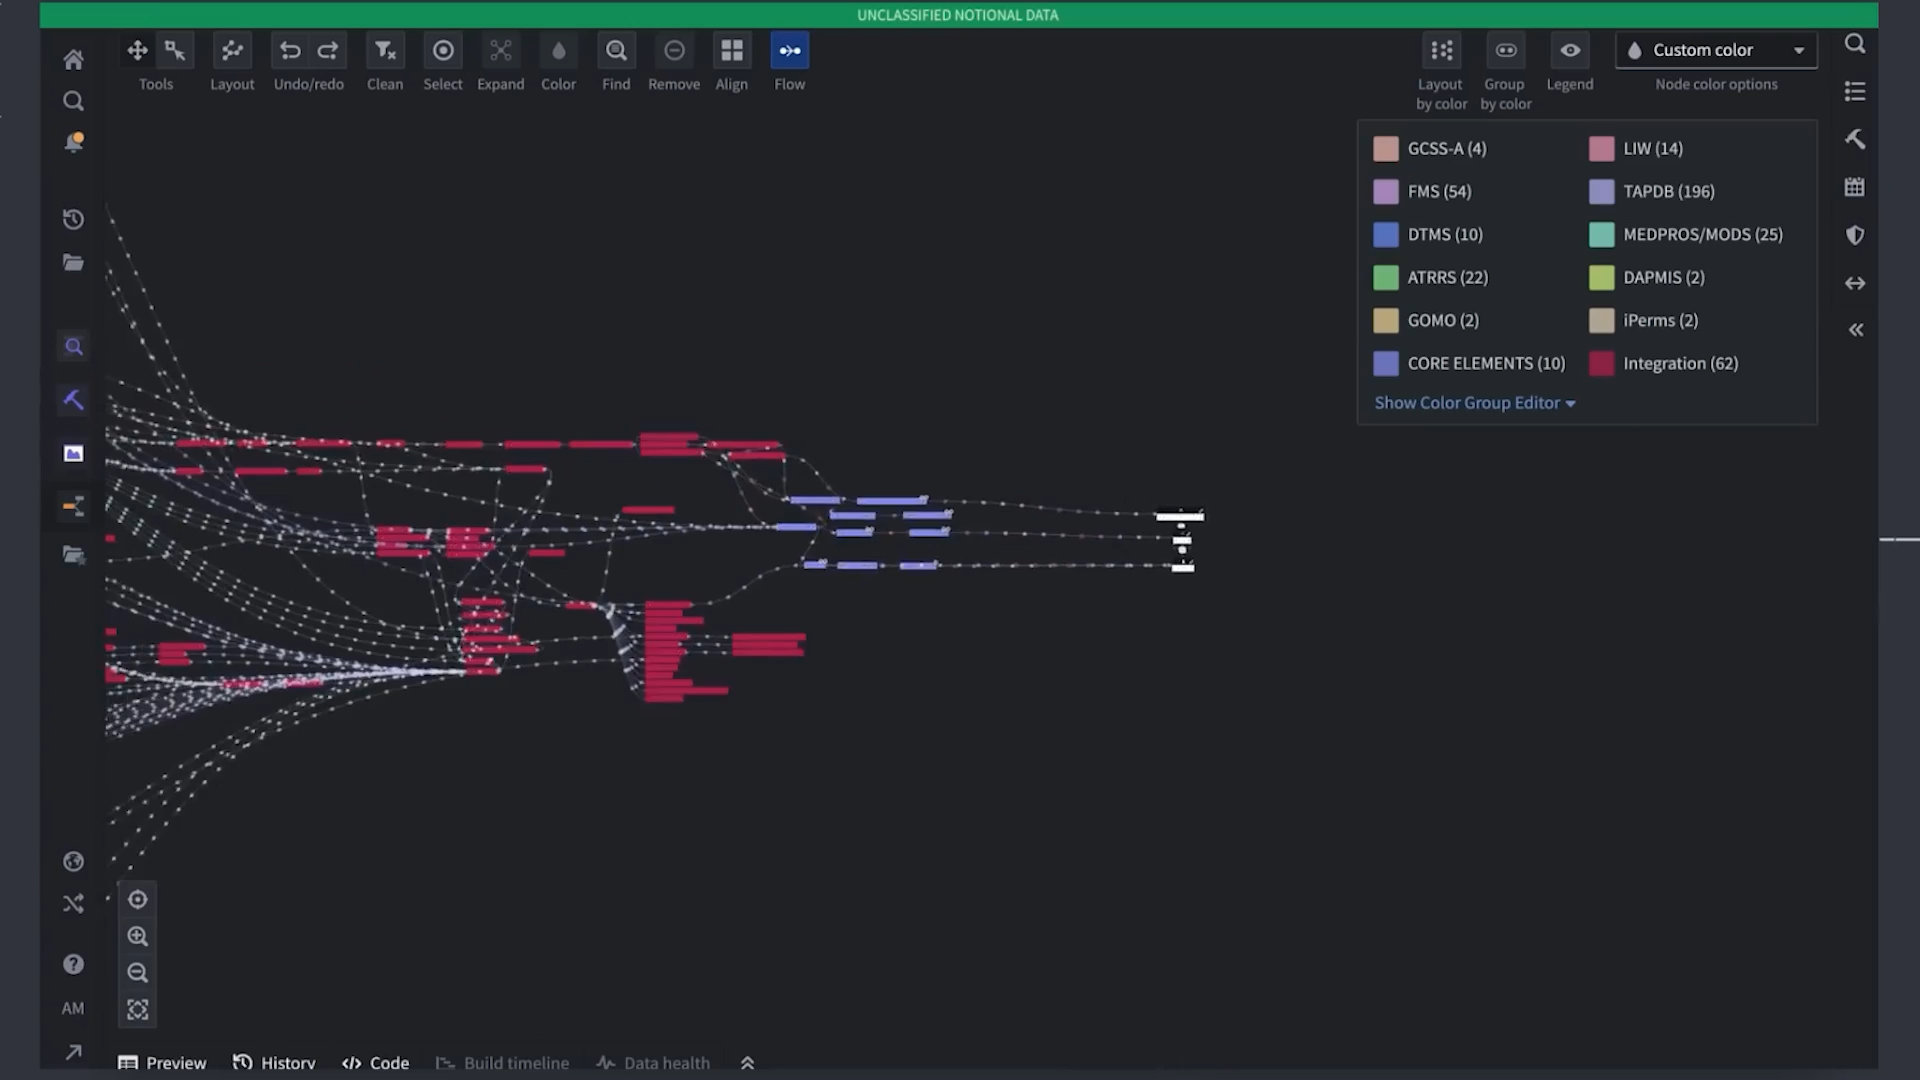 UNCLASSIFIED NOTIONAL DATA
Tools
Layout
Undo/redo
Clean
Select
Expand
Color
Find
Remove
Align
Flow
Layout
by color
Group
by color
Legend
Custom color
Node color options
GCSS-A (4)
LIW (14)
FMS (54)
TAPDB (196)
DTMS (10)
MEDPROS/MODS (25)
ATRRS (22)
DAPMIS (2)
GOMO (2)
iPerms (2)
CORE ELEMENTS (10)
Integration (62)
Show Color Group Editor
AM
Preview
History
Code
Build timeline
Data health